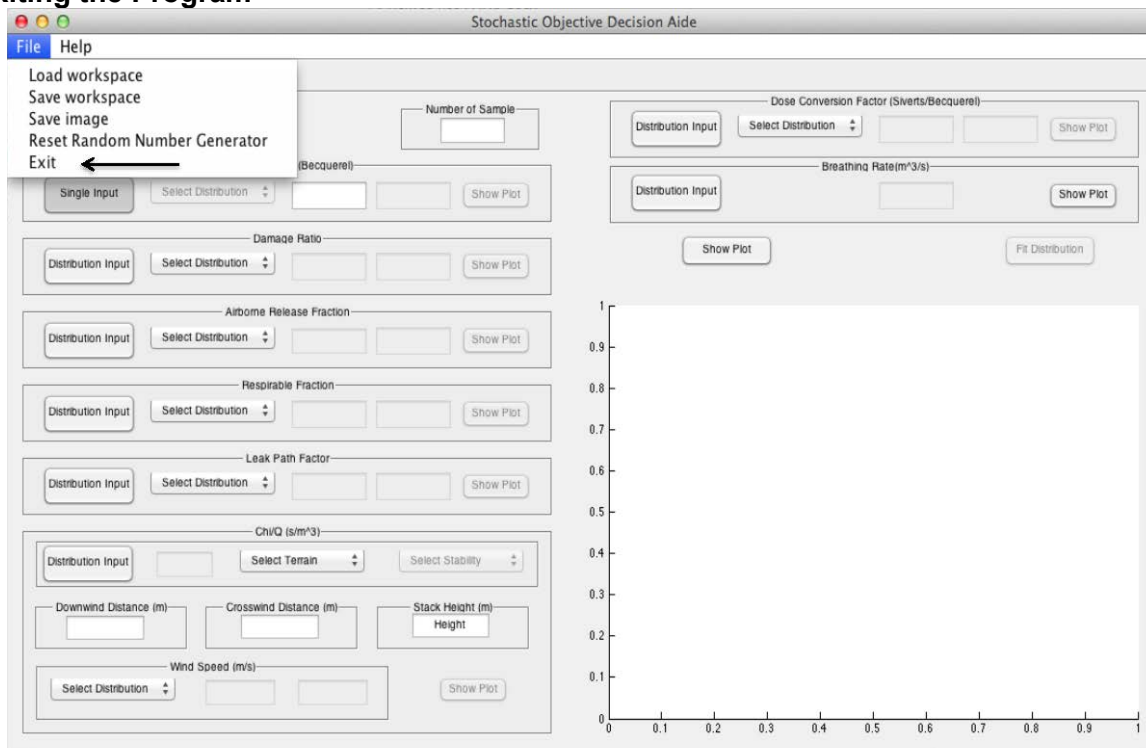 iting the Program
Stochastic Objective Decision Aide
File Help
Load workspace
Save workspace
Save image
Reset Random Number Generator
Exit
Number of Sample
(Becquerel)
Single Input Select Distribution Show Plot
Damage Ratio
Distribution Input Select Distribution Show Plot
Airborne Release Fraction
Distribution Input Select Distribution Show Plot
Respirable Fraction
Distribution Input Select Distribution Show Plot
Leak Path Factor
Distribution Input Select Distribution Show Plot
Chi/Q (s/m^3)
Distribution Input Select Terrain Select Stability
Downwind Distance (m) Crosswind Distance (m) Stack Height (m)
Height
Wind Speed (m/s)
Select Distribution Show Plot
Dose Conversion Factor (Siverts/Becquerel)
Distribution Input Select Distribution Show Plot
Breathing Rate(m^3/s)
Distribution Input Show Plot
Show Plot Fit Distribution
1
0.9
0.8
0.7
0.6
0.5
0.4
0.3
0.2
0.1
0
0 0.1 0.2 0.3 0.4 0.5 0.6 0.7 0.8 0.9 1